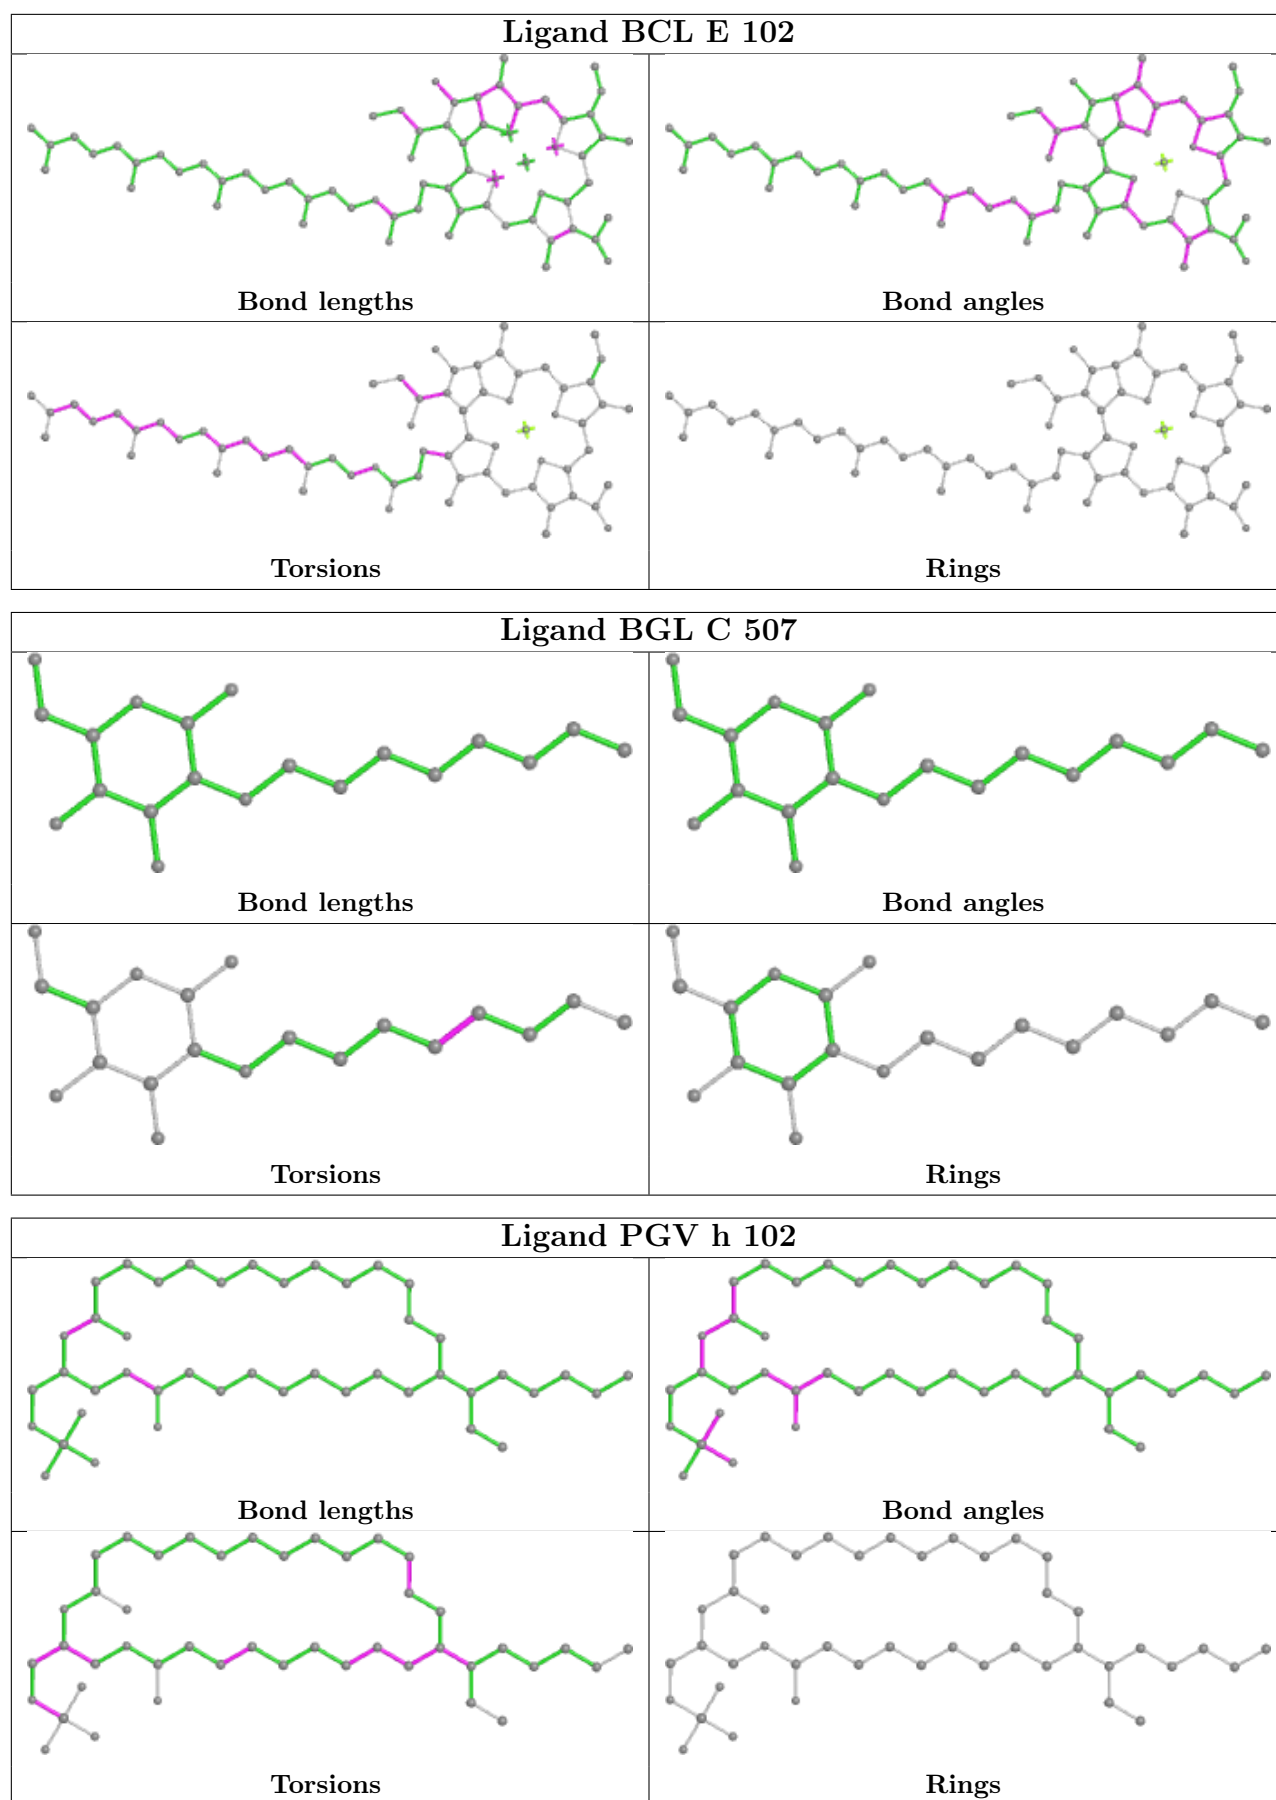 Ligand BCL E 102
Bond lengths
Bond angles
Torsions
Rings
Ligand BGL C 507
Bond lengths
Bond angles
Torsions
Rings
Ligand PGV h 102
Bond lengths
Bond angles
Torsions
Rings